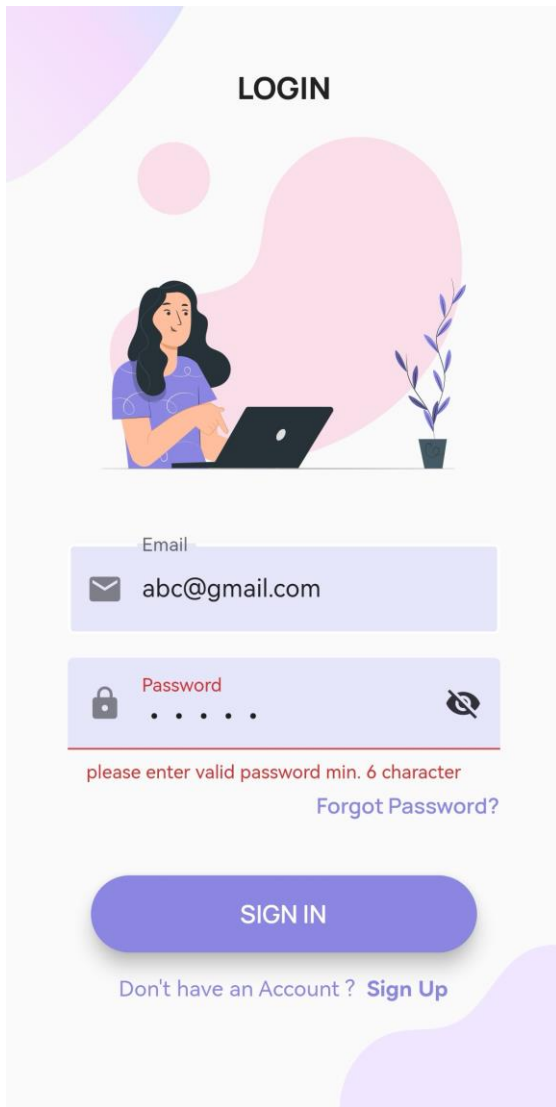 LOGIN
Email
abc@gmail.com
Password
•••••
please enter valid password min. 6 character
Forgot Password?
SIGN IN
Don't have an Account ? Sign Up